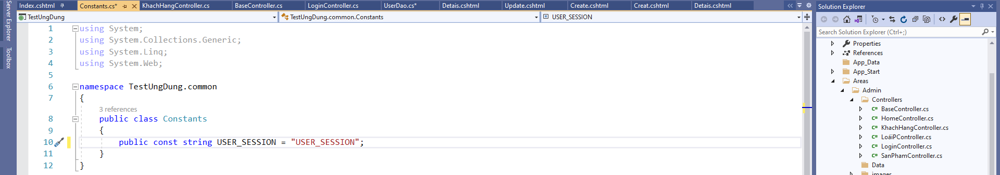 Server Explorer
Toolbox
Index.cshtml
Constants.cs*
KhachHangController.cs
BaseController.cs
LoginController.cs
UserDao.cs*
Detais.cshtml
Update.cshtml
Create.cshtml
Creat.cshtml
Detais.cshtml
TestUngDung
TestUngDung.common.Constants
USER_SESSION
1 using System;
2 using System.Collections.Generic;
3 using System.Linq;
4 using System.Web;
5
6 namespace TestUngDung.common
7 {
3 references
8 public class Constants
9 {
10 public const string USER_SESSION = "USER_SESSION";
11 }
12 }
Solution Explorer
Search Solution Explorer (Ctrl+;)
Properties
References
App_Data
App_Start
Areas
Admin
Controllers
C# BaseController.cs
C# HomeController.cs
C# KhachHangController.cs
C# LoáiPController.cs
C# LoginController.cs
C# SanPhamController.cs
Data
images